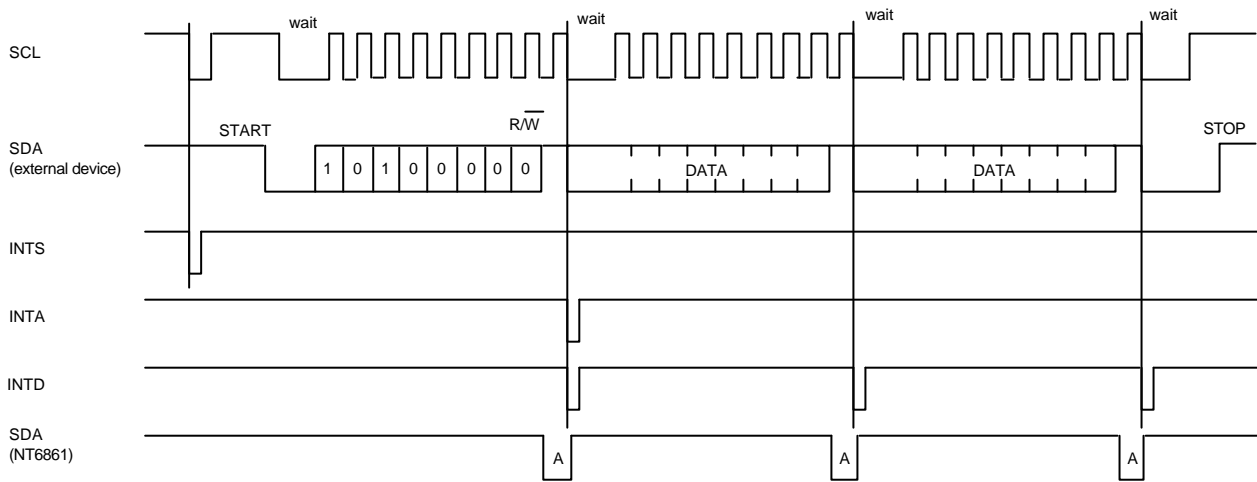 wait wait wait wait
SCL
R/W
START STOP
SDA
(external device)
1 0 1 0 0 0 0 0 DATA DATA
INTS
INTA
INTD
SDA
(NT6861)
A A A